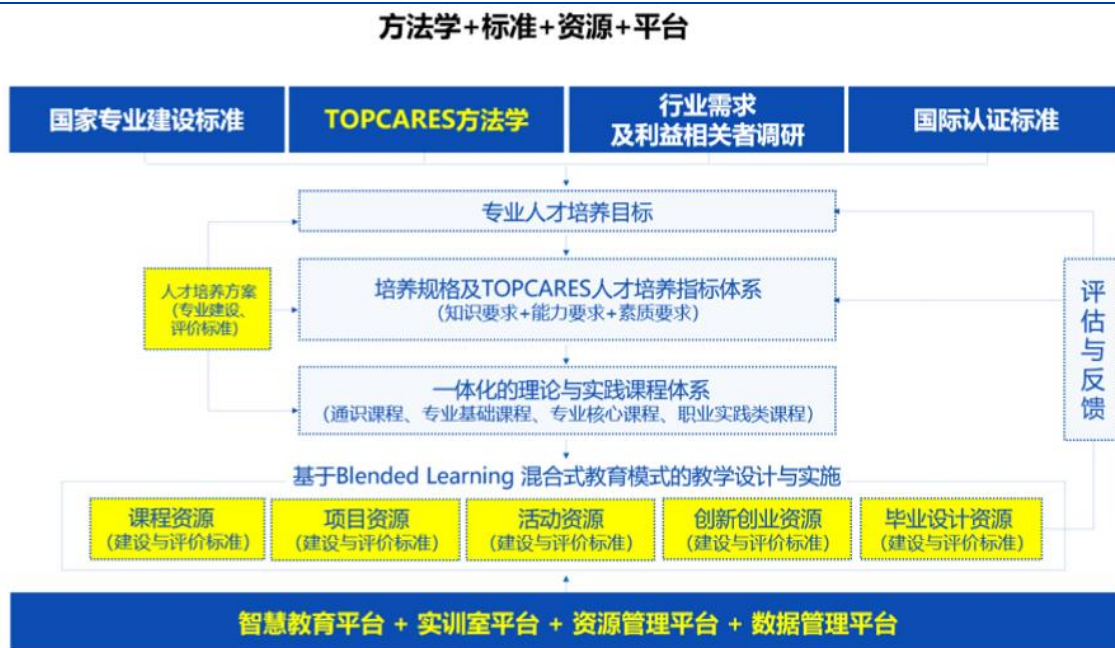 方法学+标准+资源+平台
国家专业建设标准
TOPCARES方法学
行业需求
及利益相关者调研
国际认证标准
专业人才培养目标
人才培养方案
(专业建设、
评价标准)
培养规格及TOPCARES人才培养指标体系
(知识要求+能力要求+素质要求)
评估与反馈
一体化的理论与实践课程体系
(通识课程、专业基础课程、专业核心课程、职业实践类课程)
基于Blended Learning 混合式教育模式的教学设计与实施
课程资源
(建设与评价标准)
项目资源
(建设与评价标准)
活动资源
(建设与评价标准)
创新创业资源
(建设与评价标准)
毕业设计资源
(建设与评价标准)
智慧教育平台 + 实训室平台 + 资源管理平台 + 数据管理平台